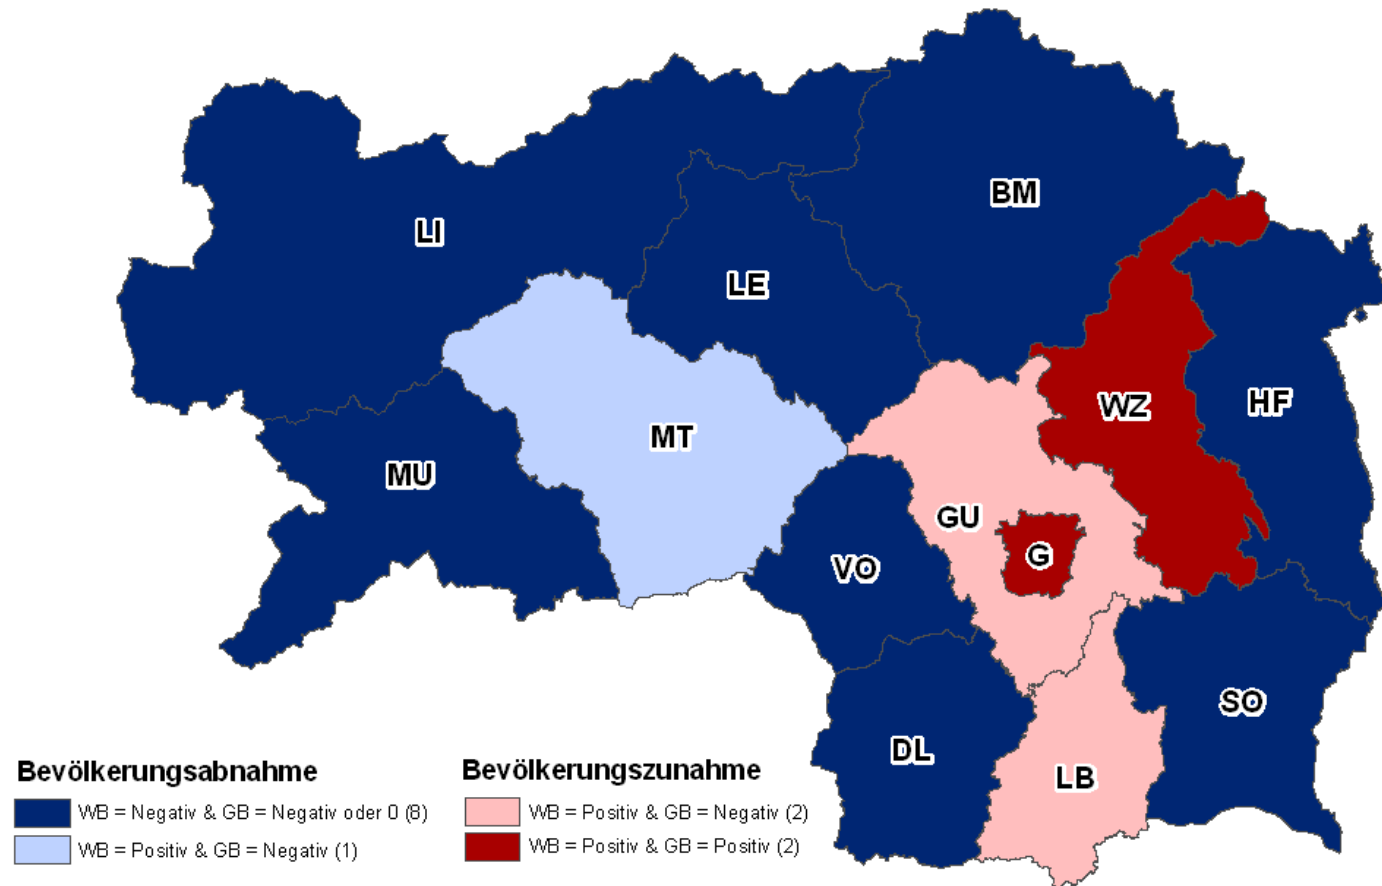 BM
LI
LE
WZ
HF
MT
MU
GU
G
VO
SO
DL
LB
Bevölkerungsabnahme
WB = Negativ & GB = Negativ oder 0 (8)
WB = Positiv & GB = Negativ (1)
Bevölkerungszunahme
WB = Positiv & GB = Negativ (2)
WB = Positiv & GB = Positiv (2)